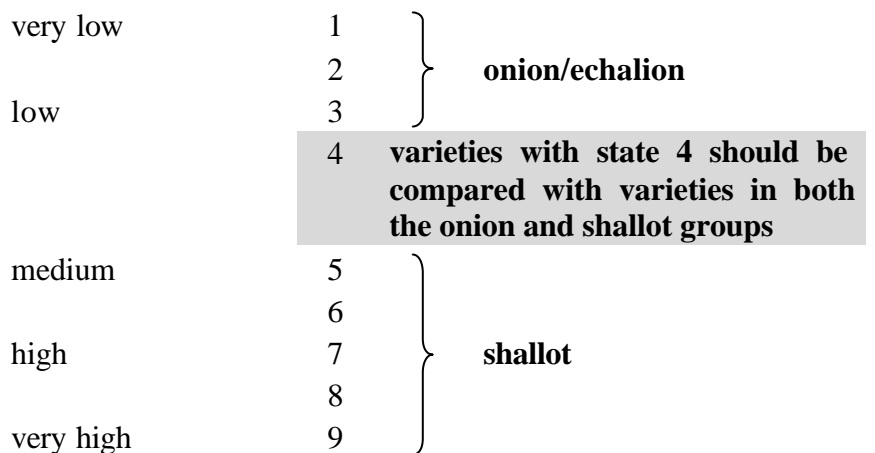 very low 1
2 onion/echalion
low 3
4 varieties with state 4 should be
compared with varieties in both
the onion and shallot groups
medium 5
6
high 7 shallot
8
very high 9